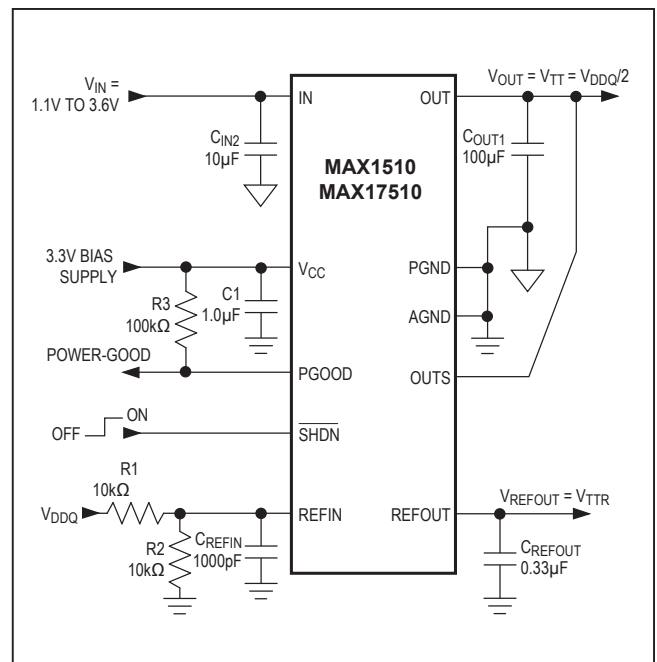 V_IN =
1.1V TO 3.6V
IN
OUT
V_OUT = V_TT = V_DDQ/2
C_IN2
10µF
C_OUT1
100µF
MAX1510
MAX17510
3.3V BIAS
SUPPLY
V_CC
PGND
R3
100kΩ
C1
1.0µF
AGND
POWER-GOOD
PGOOD
OUTS
OFF
ON
SHDN
R1
10kΩ
V_DDQ
REFIN
REFOUT
V_REFOUT = V_TTR
R2
10kΩ
C_REFIN
1000pF
C_REFOUT
0.33µF